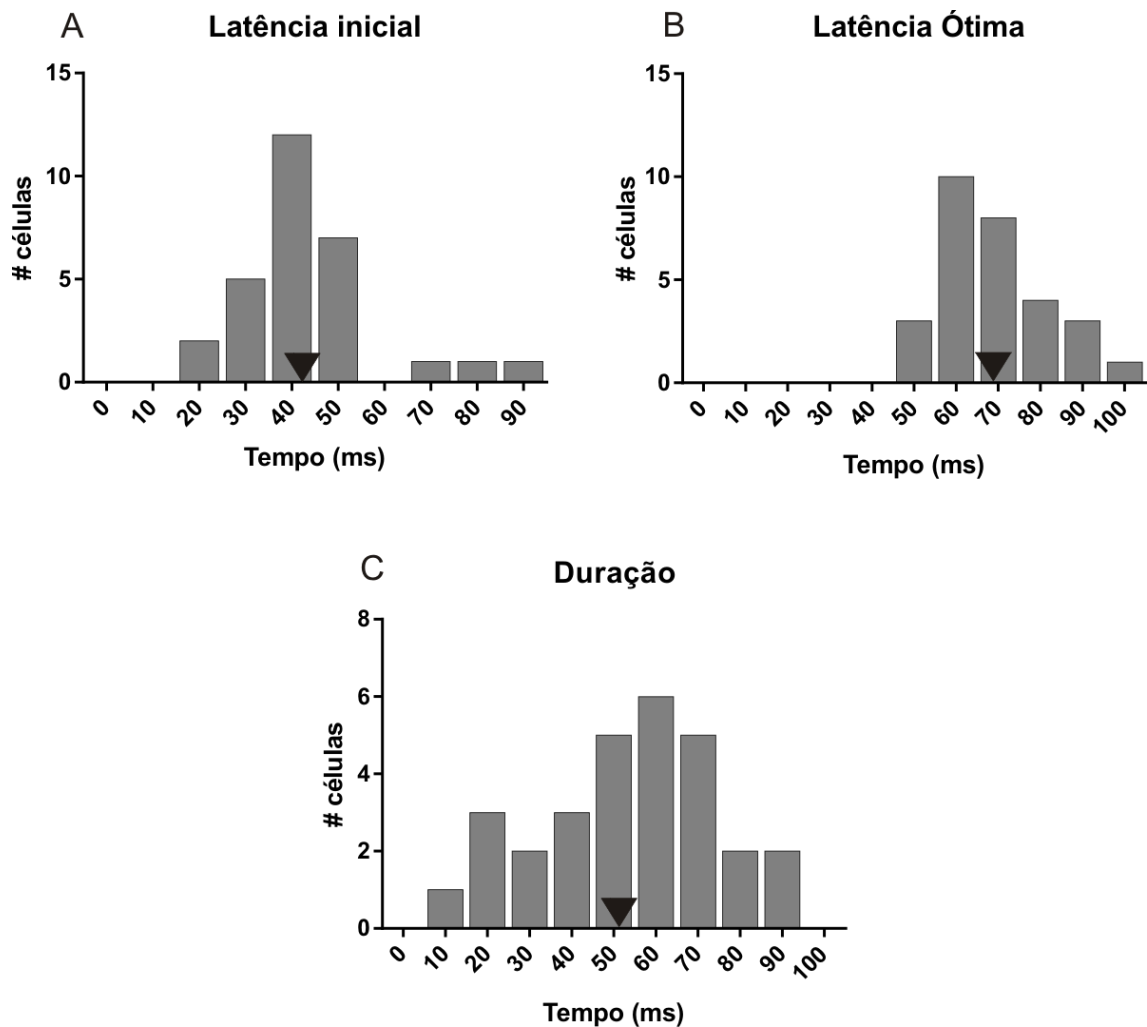 A
Latência inicial
15
10
5
0
# células
0 10 20 30 40 50 60 70 80 90
Tempo (ms)
B
Latência Ótima
15
10
5
0
# células
0 10 20 30 40 50 60 70 80 90 100
Tempo (ms)
C
Duração
8
6
4
2
0
# células
0 10 20 30 40 50 60 70 80 90 100
Tempo (ms)